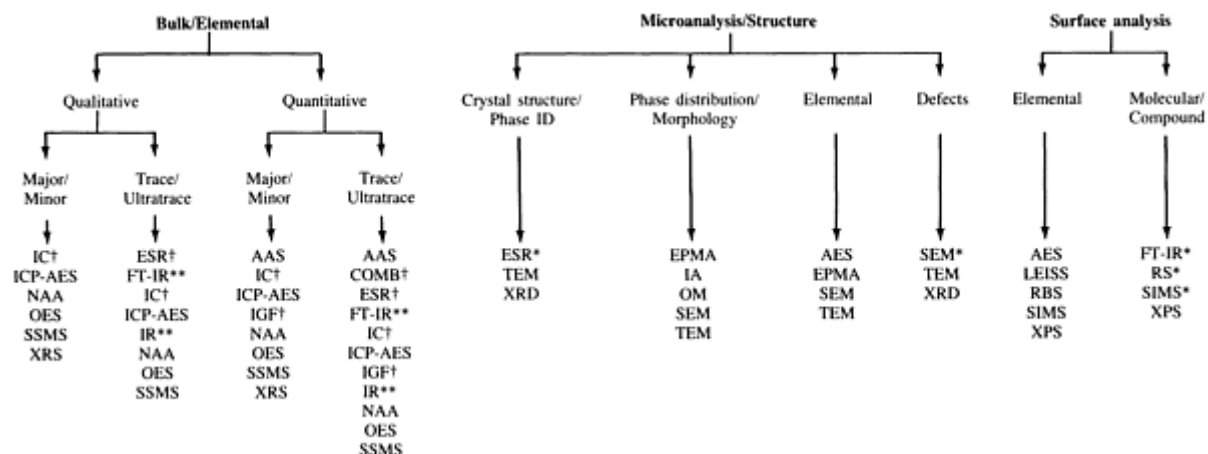 Bulk/Elemental
Qualitative
Major/
Minor
IC†
ICP-AES
NAA
OES
SSMS
XRS
Trace/
Ultratrace
ESR†
FT-IR**
IC†
ICP-AES
IR**
NAA
OES
SSMS
Quantitative
Major/
Minor
AAS
IC†
ICP-AES
IGF†
NAA
OES
SSMS
XRS
Trace/
Ultratrace
AAS
COMB†
ESR†
FT-IR**
IC†
ICP-AES
IGF†
IR**
NAA
OES
SSMS
Microanalysis/Structure
Crystal structure/
Phase ID
ESR*
TEM
XRD
Phase distribution/
Morphology
EPMA
IA
OM
SEM
TEM
Elemental
AES
EPMA
SEM
TEM
Defects
SEM*
TEM
XRD
Surface analysis
Elemental
AES
LEISS
RBS
SIMS
XPS
Molecular/
Compound
FT-IR*
RS*
SIMS*
XPS